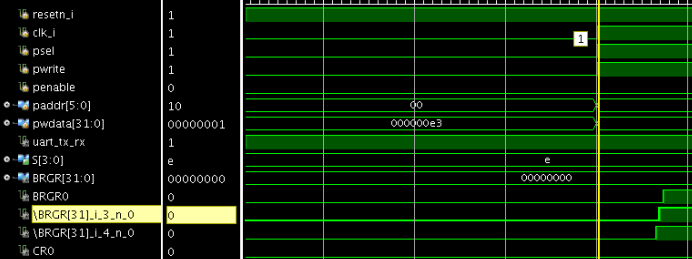 resetn_i 1
clk_i 1 1
psel 1
pwrite 1
penable 0
paddr[5:0] 10 00
pwdata[31:0] 00000001 000000e3
uart_tx_rx 1
S[3:0] e e
BRGR[31:0] 00000000 00000000
BRGR0 0
\BRGR[31]_i_3_n_0 0
\BRGR[31]_i_4_n_0 0
CR0 0